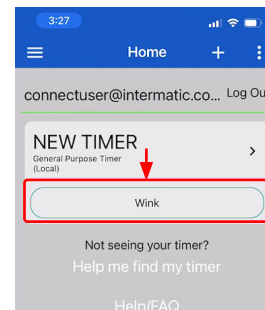 3:27
Home
connectuser@intermatic.co... Log Ou
NEW TIMER
General Purpose Timer
(Local)
Wink
Not seeing your timer?
Help me find my timer
Help/FAQ